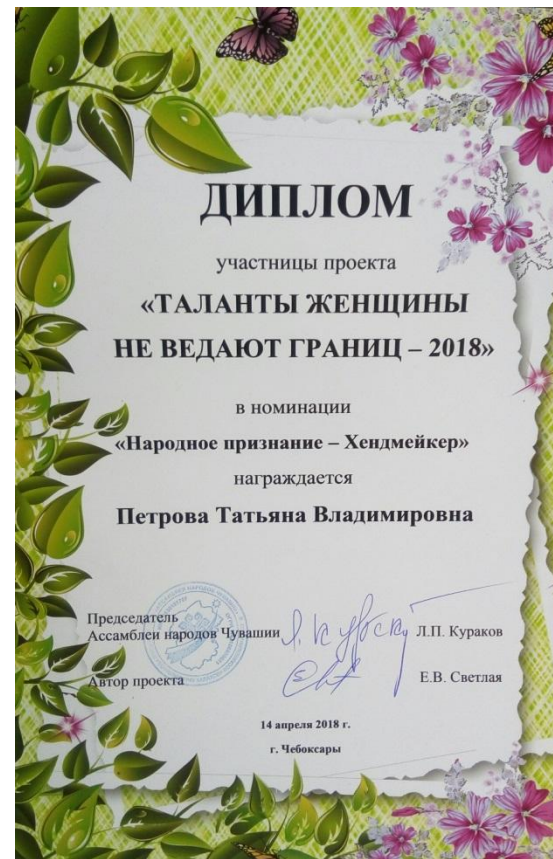 ДИПЛОМ
участницы проекта
«ТАЛАНТЫ ЖЕНЩИНЫ
НЕ ВЕДАЮТ ГРАНИЦ – 2018»
в номинации
«Народное признание – Хендмейкер»
награждается
Петрова Татьяна Владимировна
Председатель
Ассамблеи народов Чувашии Л.П. Кураков
Автор проекта Е.В. Светлая
14 апреля 2018 г.
г. Чебоксары